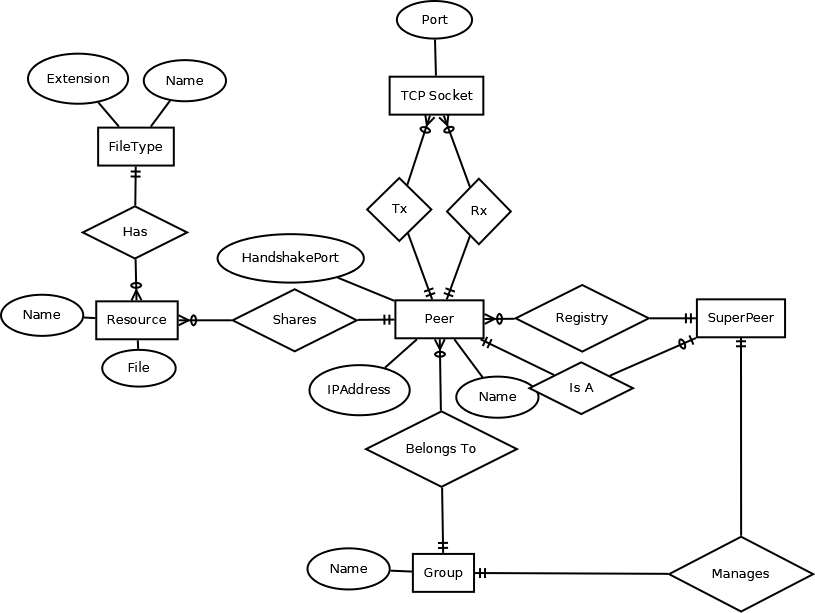 Port
Extension
Name
TCP Socket
FileType
Tx
Rx
Has
HandshakePort
Name
Resource
Shares
Peer
Registry
SuperPeer
File
IPAddress
Name
Is A
Belongs To
Name
Group
Manages